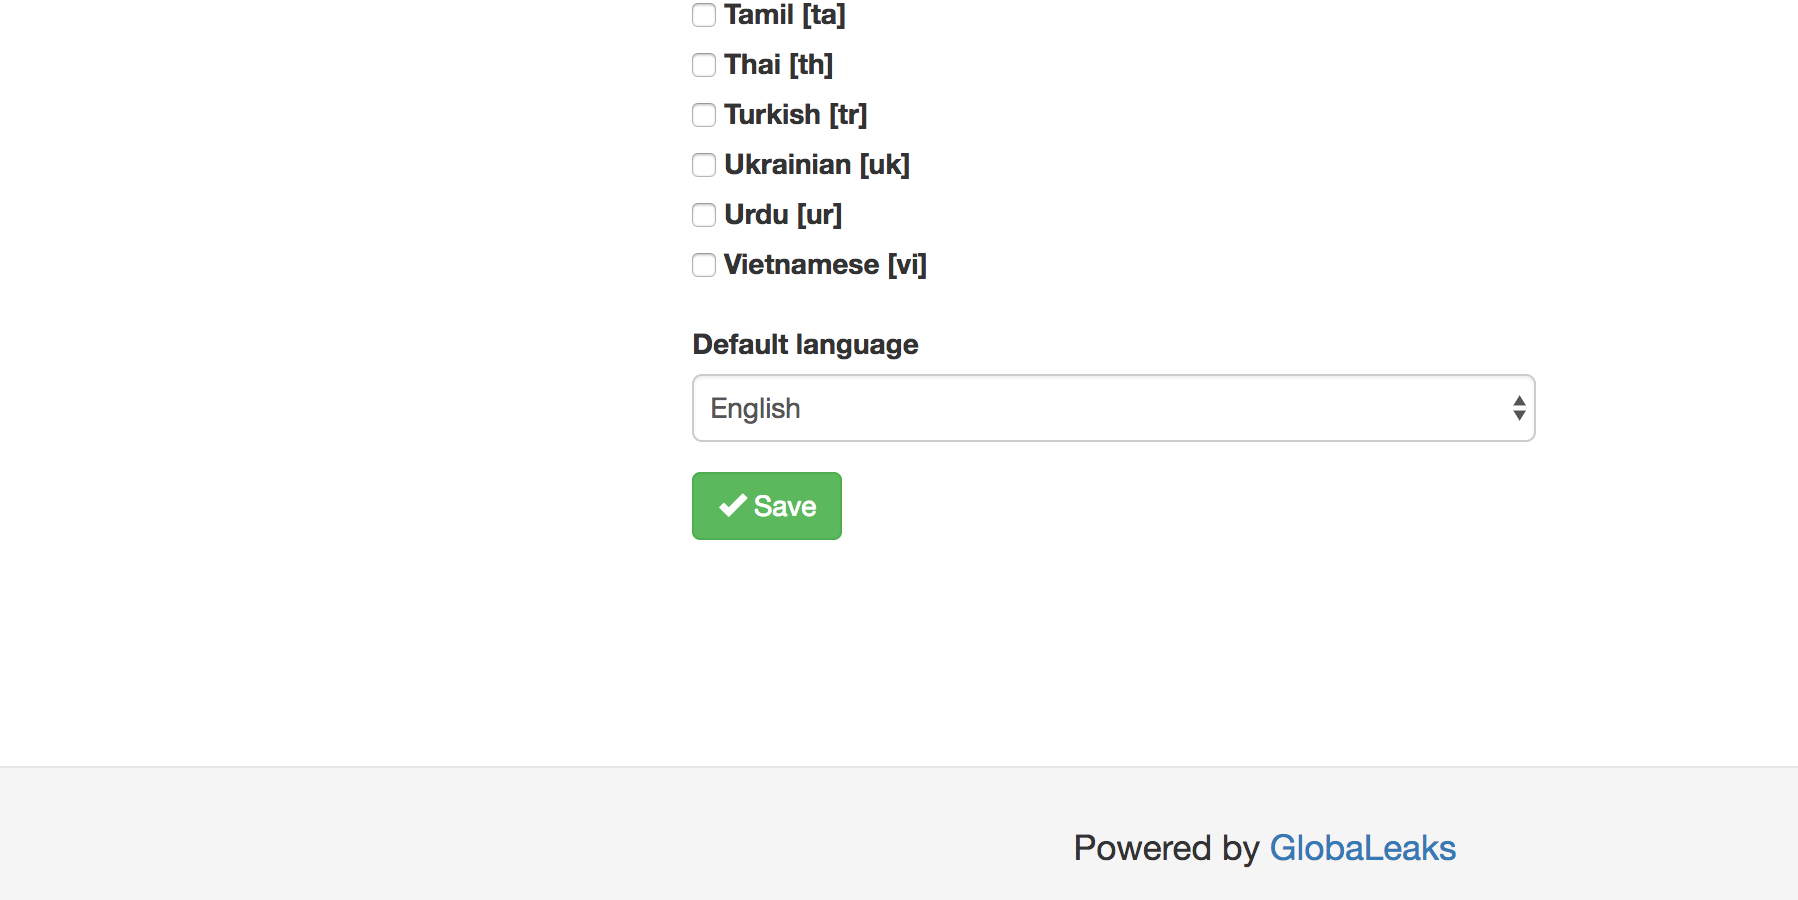 Tamil [ta]
Thai [th]
Turkish [tr]
Ukrainian [uk]
Urdu [ur]
Vietnamese [vi]
Default language
English
Save
Powered by GlobaLeaks